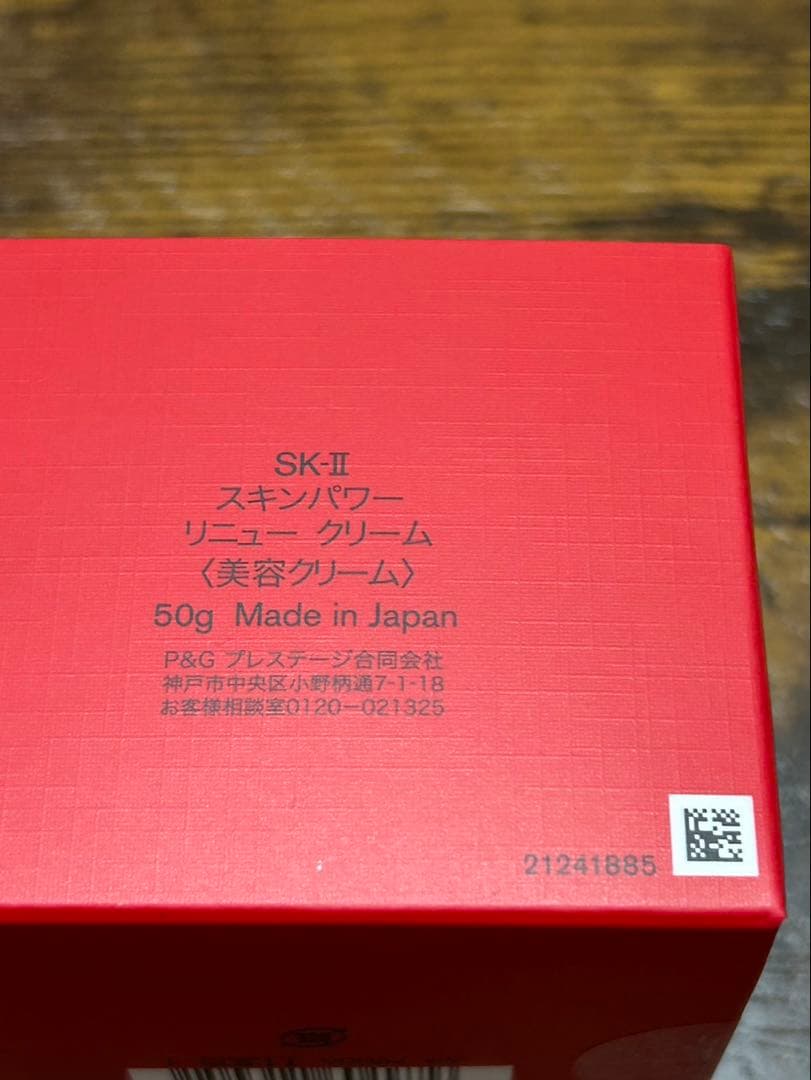 SK-Ⅱ
スキンパワー
リニュー クリーム
〈美容クリーム〉
50g Made in Japan
P&G プレステージ合同会社
神戸市中央区小野柄通7-1-18
お客様相談室0120-021325
21241885